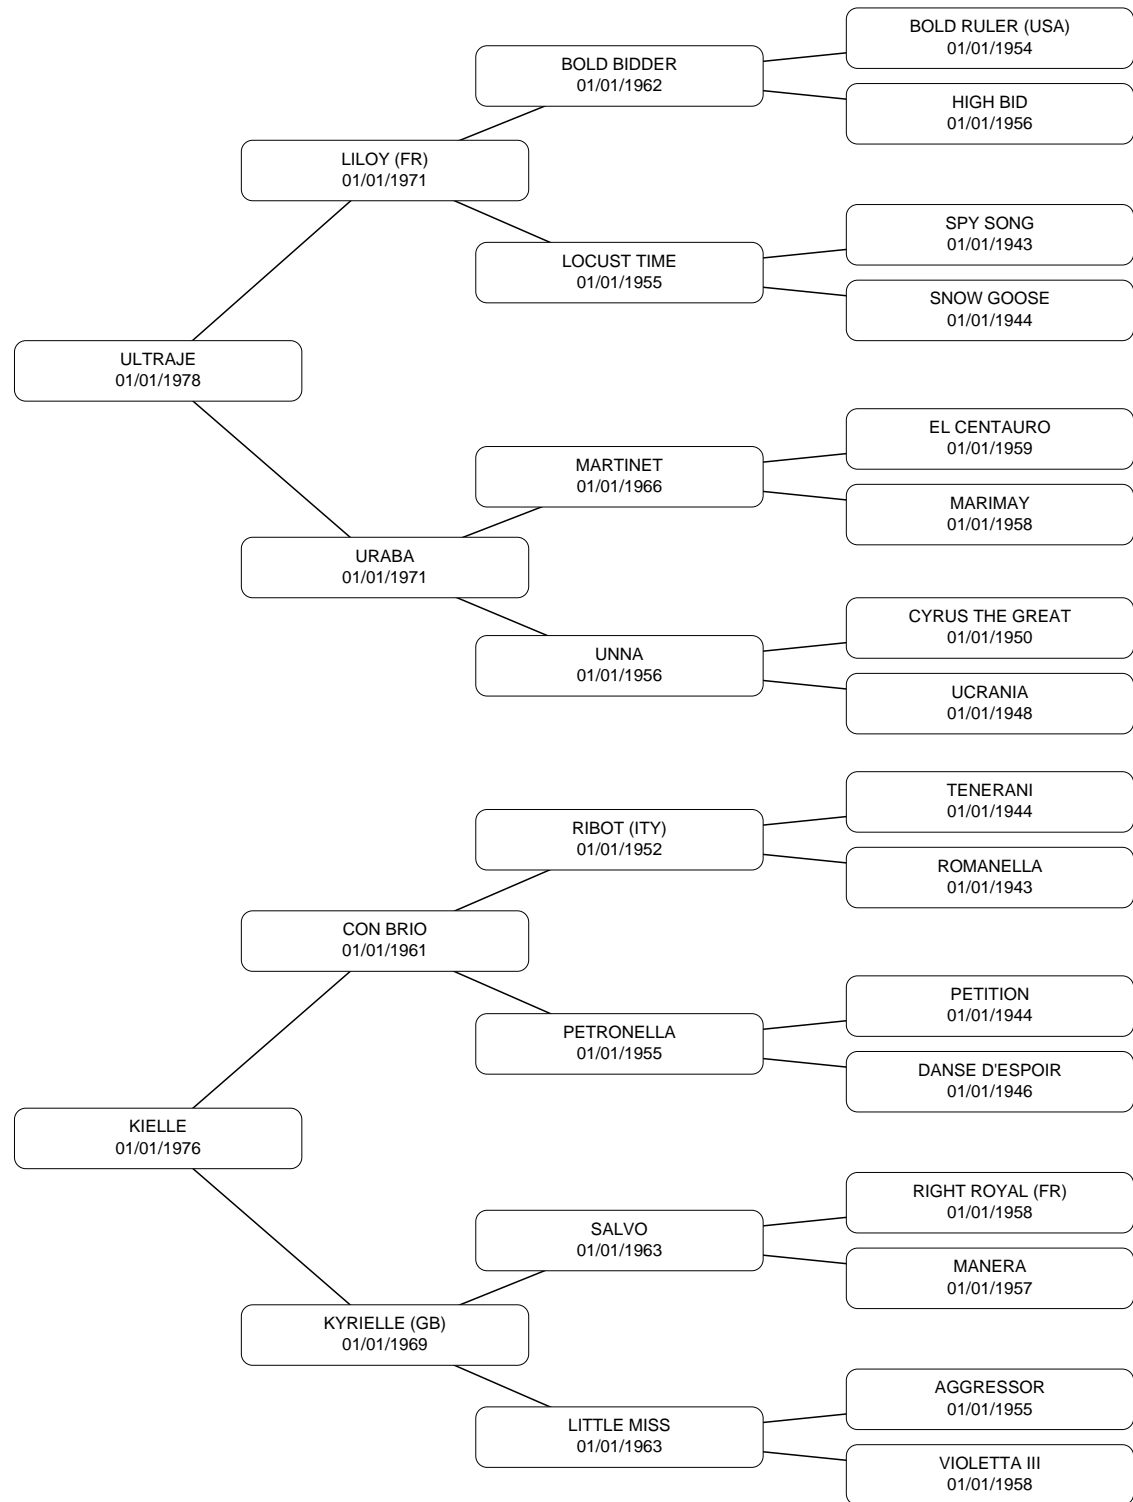 BOLD RULER (USA)
01/01/1954
BOLD BIDDER
01/01/1962
HIGH BID
01/01/1956
LILOY (FR)
01/01/1971
SPY SONG
01/01/1943
LOCUST TIME
01/01/1955
SNOW GOOSE
01/01/1944
ULTRAJE
01/01/1978
EL CENTAURO
01/01/1959
MARTINET
01/01/1966
MARIMAY
01/01/1958
URABA
01/01/1971
CYRUS THE GREAT
01/01/1950
UNNA
01/01/1956
UCRANIA
01/01/1948
TENERANI
01/01/1944
RIBOT (ITY)
01/01/1952
ROMANELLA
01/01/1943
CON BRIO
01/01/1961
PETITION
01/01/1944
PETRONELLA
01/01/1955
DANSE D'ESPOIR
01/01/1946
KIELLE
01/01/1976
RIGHT ROYAL (FR)
01/01/1958
SALVO
01/01/1963
MANERA
01/01/1957
KYRIELLE (GB)
01/01/1969
AGGRESSOR
01/01/1955
LITTLE MISS
01/01/1963
VIOLETTA III
01/01/1958